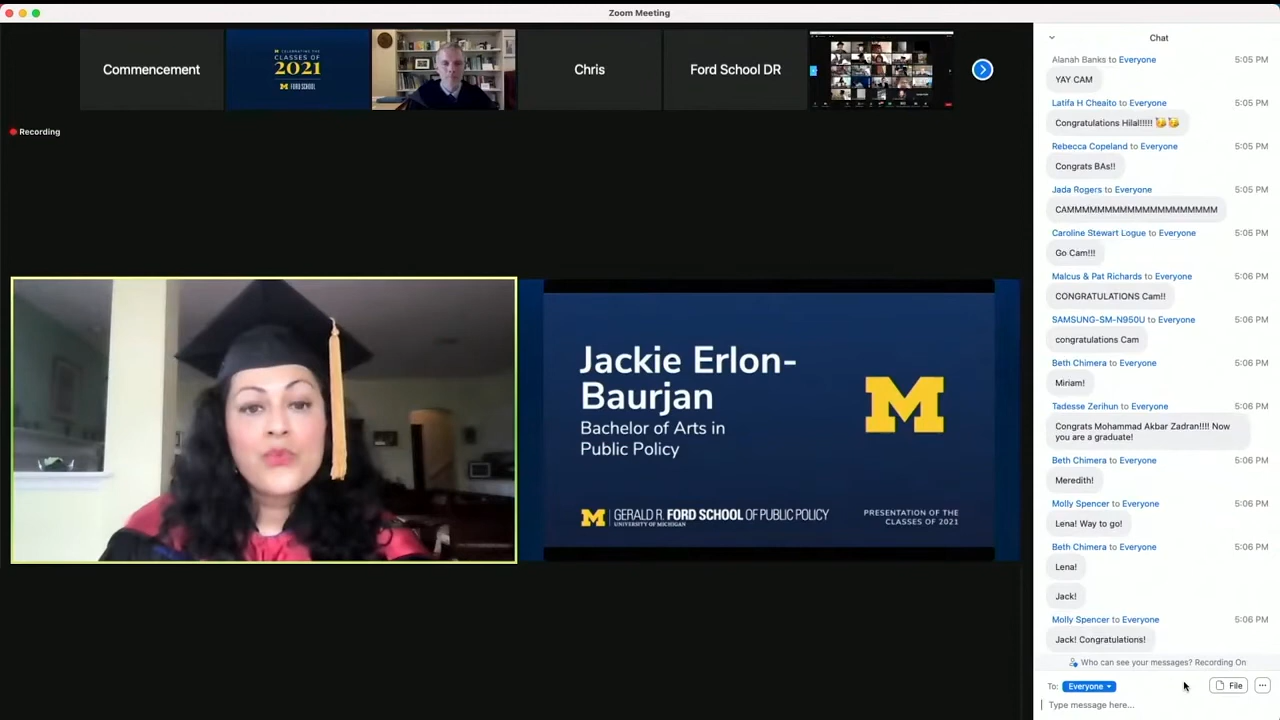 Zoom Meeting
Commencement
CELEBRATING THE
CLASSES OF
2021
M FORD SCHOOL
Chris
Ford School DR
Recording
Jackie Erlon-
Baurjan
Bachelor of Arts in
Public Policy
M
M GERALD R. FORD SCHOOL OF PUBLIC POLICY
UNIVERSITY OF MICHIGAN
PRESENTATION OF THE
CLASSES OF 2021
Chat
Alanah Banks to Everyone 5:05 PM
YAY CAM
Latifa H Cheaito to Everyone 5:05 PM
Congratulations Hilal!!!!! 🥳🥳
Rebecca Copeland to Everyone 5:05 PM
Congrats BAs!!
Jada Rogers to Everyone 5:05 PM
CAMMMMMMMMMMMMMMMMMMMM
Caroline Stewart Logue to Everyone 5:05 PM
Go Cam!!!
Malcus & Pat Richards to Everyone 5:06 PM
CONGRATULATIONS Cam!!
SAMSUNG-SM-N950U to Everyone 5:06 PM
congratulations Cam
Beth Chimera to Everyone 5:06 PM
Miriam!
Tadesse Zerihun to Everyone 5:06 PM
Congrats Mohammad Akbar Zadran!!!! Now
you are a graduate!
Beth Chimera to Everyone 5:06 PM
Meredith!
Molly Spencer to Everyone 5:06 PM
Lena! Way to go!
Beth Chimera to Everyone 5:06 PM
Lena!
Jack!
Molly Spencer to Everyone 5:06 PM
Jack! Congratulations!
Who can see your messages? Recording On
To: Everyone File
Type message here...